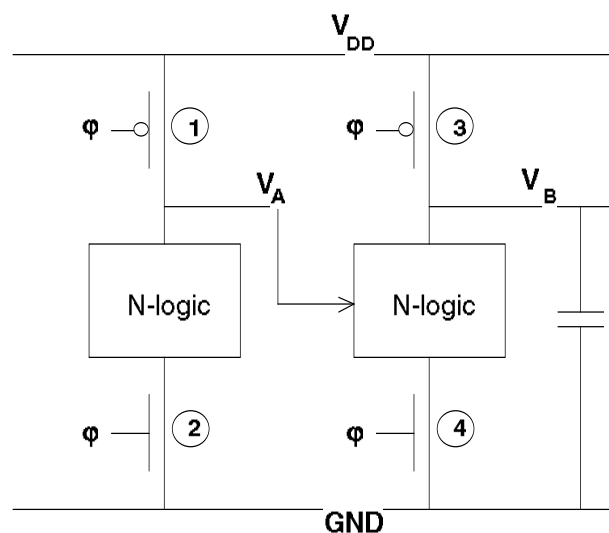 V_DD
φ 1 φ 3
V_A V_B
N-logic N-logic
φ 2 φ 4
GND